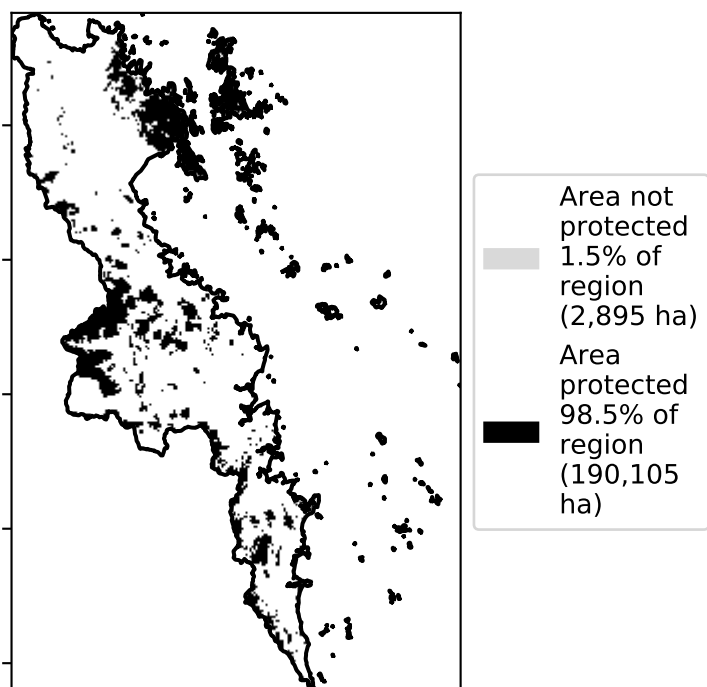 Area not
protected
1.5% of
region
(2,895 ha)
Area
protected
98.5% of
region
(190,105
ha)